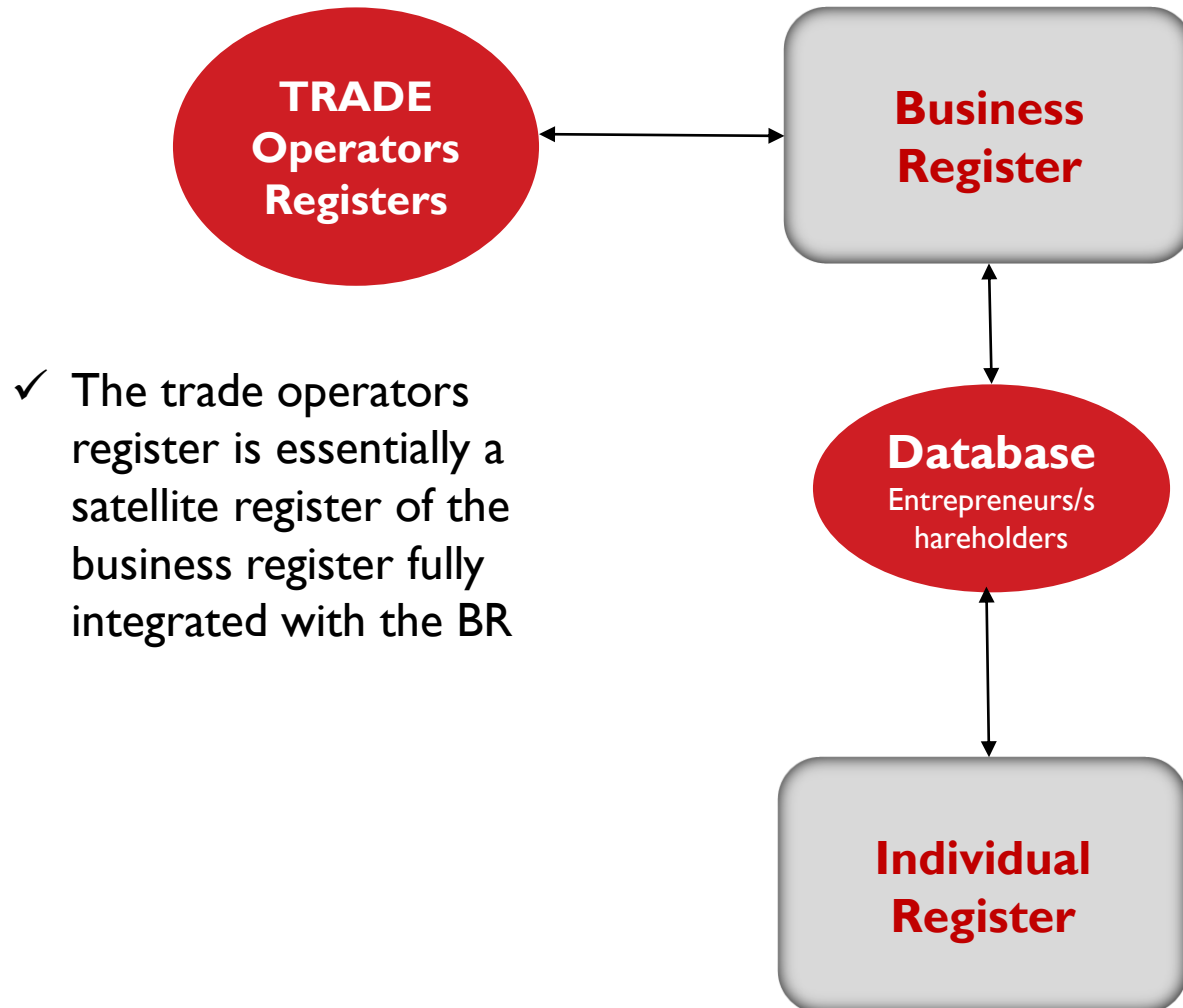 TRADE
Operators
Registers
Business
Register
✓ The trade operators
register is essentially a
satellite register of the
business register fully
integrated with the BR
Database
Entrepreneurs/s
hareholders
Individual
Register